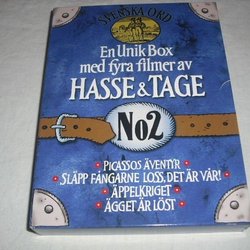 SVENSKA ORD
En Unik Box
med fyra filmer av
HASSE & TAGE
No2
• PICASSOS ÄVENTYR •
• SLÄPP FÅNGARNE LOSS, DET ÄR VÅR! •
• ÄPPELKRIGET •
• ÄGGET ÄR LÖST •